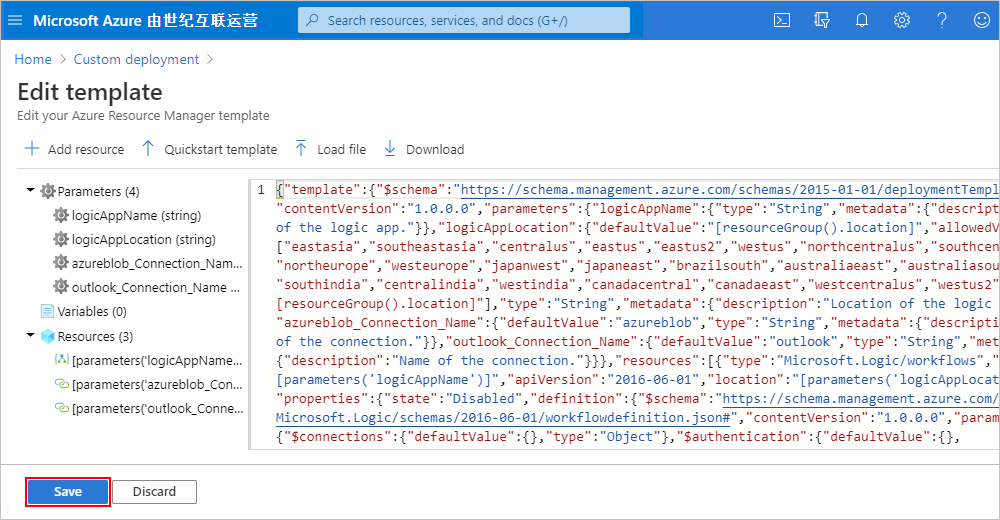 Microsoft Azure 由世纪互联运营
Search resources, services, and docs (G+/)
Home > Custom deployment >
Edit template
Edit your Azure Resource Manager template
Add resource Quickstart template Load file Download
Parameters (4)
logicAppName (string)
logicAppLocation (string)
azureblob_Connection_Name...
outlook_Connection_Name ...
Variables (0)
Resources (3)
[parameters('logicAppName...
[parameters('azureblob_Con...
[parameters('outlook_Conne...
1 {"template":{"$schema":"https://schema.management.azure.com/schemas/2015-01-01/deploymentTempl
"contentVersion":"1.0.0.0","parameters":{"logicAppName":{"type":"String","metadata":{"descript
of the logic app."}},"logicAppLocation":{"defaultValue":"[resourceGroup().location]","allowedV
["eastasia","southeastasia","centralus","eastus","eastus2","westus","northcentralus","southcen
"northeurope","westeurope","japanwest","japaneast","brazilsouth","australiaeast","australiasou
"southindia","centralindia","westindia","canadacentral","canadaeast","westcentralus","westus2"
[resourceGroup().location]"],"type":"String","metadata":{"description":"Location of the logic
"azureblob_Connection_Name":{"defaultValue":"azureblob","type":"String","metadata":{"descripti
of the connection."}},"outlook_Connection_Name":{"defaultValue":"outlook","type":"String","met
{"description":"Name of the connection."}}},"resources":[{"type":"Microsoft.Logic/workflows",
[parameters('logicAppName')]","apiVersion":"2016-06-01","location":"[parameters('logicAppLocat
"properties":{"state":"Disabled","definition":{"$schema":"https://schema.management.azure.com/
Microsoft.Logic/schemas/2016-06-01/workflowdefinition.json#","contentVersion":"1.0.0.0","param
{"$connections":{"defaultValue":{},"type":"Object"},"$authentication":{"defaultValue":{},
Save Discard